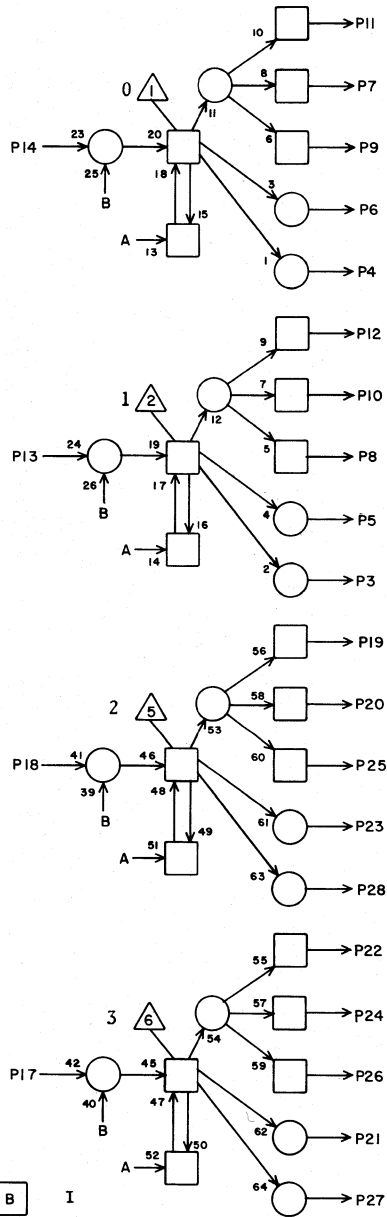 10 P11
0 1 8 P7
11
P14 23 20 6 P9
25 18 3 P6
B 15
A 13 1 P4
9 P12
1 2 7 P10
12
P13 24 19 5 P8
26 17 4 P5
B 16
A 14 2 P3
56 P19
2 5 58 P20
53
P18 41 46 60 P25
39 48 61 P23
B 49
A 51 63 P28
55 P22
3 6 57 P24
54
P17 42 45 59 P26
40 47 62 P21
B 50
A 52 64 P27
B I